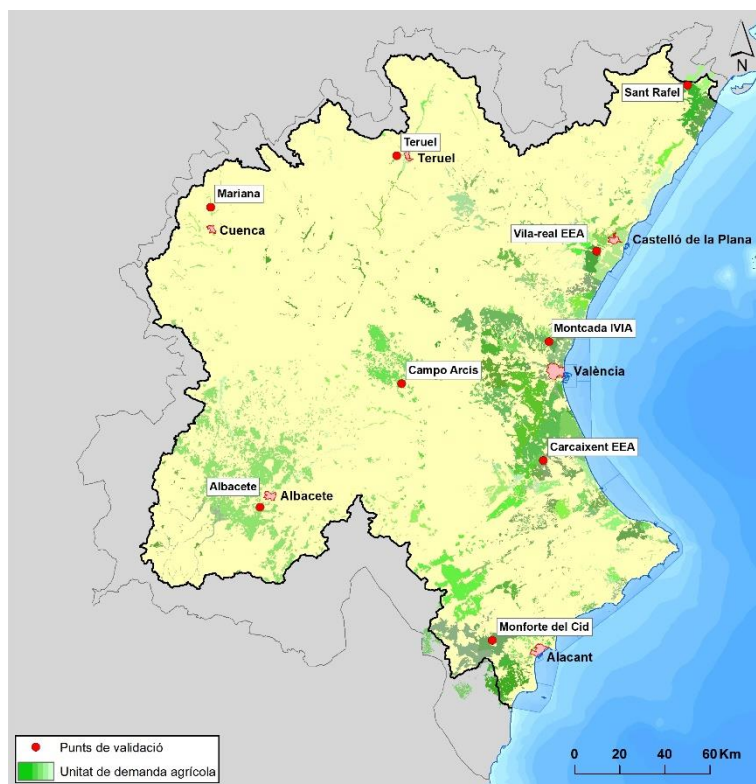 N
Sant Rafel
Teruel
Teruel
Mariana
Cuenca
Vila-real EEA
Castelló de la Plana
Montcada IVIA
València
Campo Arcis
Carcaixent EEA
Albacete
Albacete
Monforte del Cid
Alacant
Punts de validació
Unitat de demanda agrícola
0 20 40 60 Km